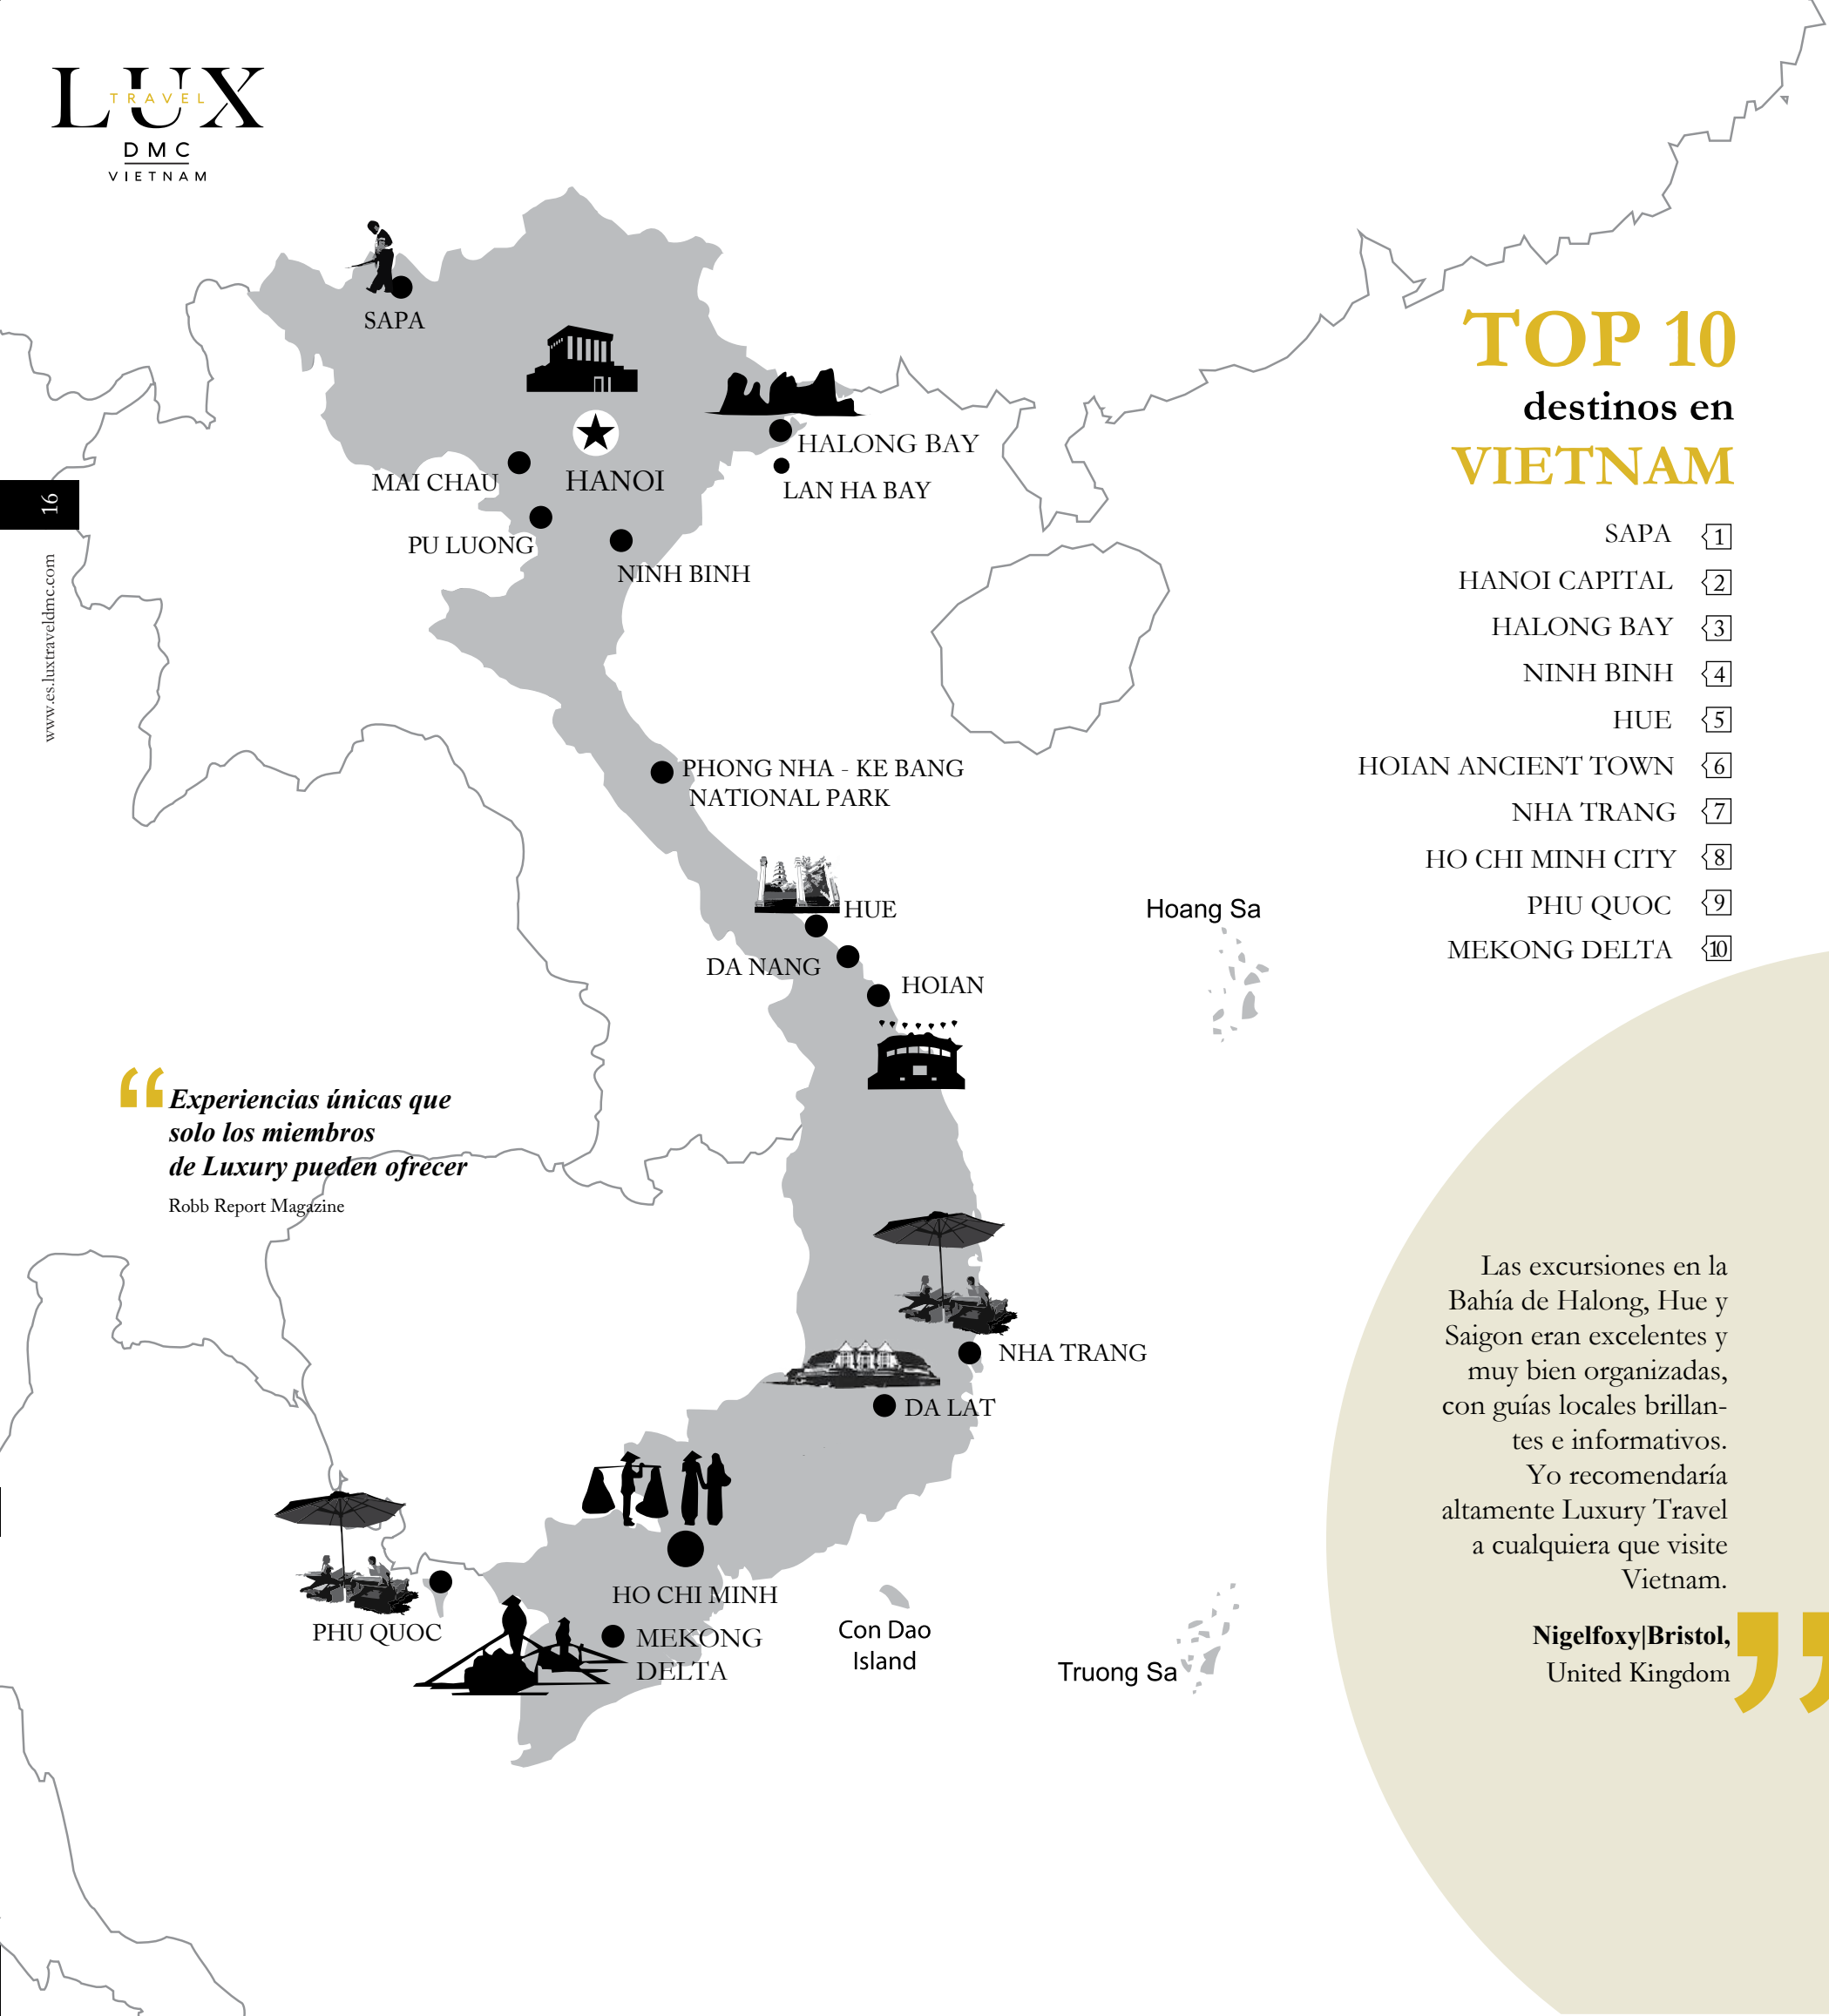 LUX
TRAVEL
DMC
VIETNAM
SAPA
HANOI
HALONG BAY
LAN HA BAY
MAI CHAU
PU LUONG
NINH BINH
16
www.es.luxtraveldmc.com
PHONG NHA - KE BANG
NATIONAL PARK
HUE
DA NANG
HOIAN
Hoang Sa
“
Experiencias únicas que
solo los miembros
de Luxury pueden ofrecer
Robb Report Magazine
NHA TRANG
DA LAT
HO CHI MINH
PHU QUOC
MEKONG
DELTA
Con Dao
Island
Truong Sa
TOP 10
destinos en
VIETNAM
SAPA 1
HANOI CAPITAL 2
HALONG BAY 3
NINH BINH 4
HUE 5
HOIAN ANCIENT TOWN 6
NHA TRANG 7
HO CHI MINH CITY 8
PHU QUOC 9
MEKONG DELTA 10
Las excursiones en la
Bahía de Halong, Hue y
Saigon eran excelentes y
muy bien organizadas,
con guías locales brillan-
tes e informativos.
Yo recomendaría
altamente Luxury Travel
a cualquiera que visite
Vietnam.
Nigelfoxy|Bristol,
United Kingdom
”